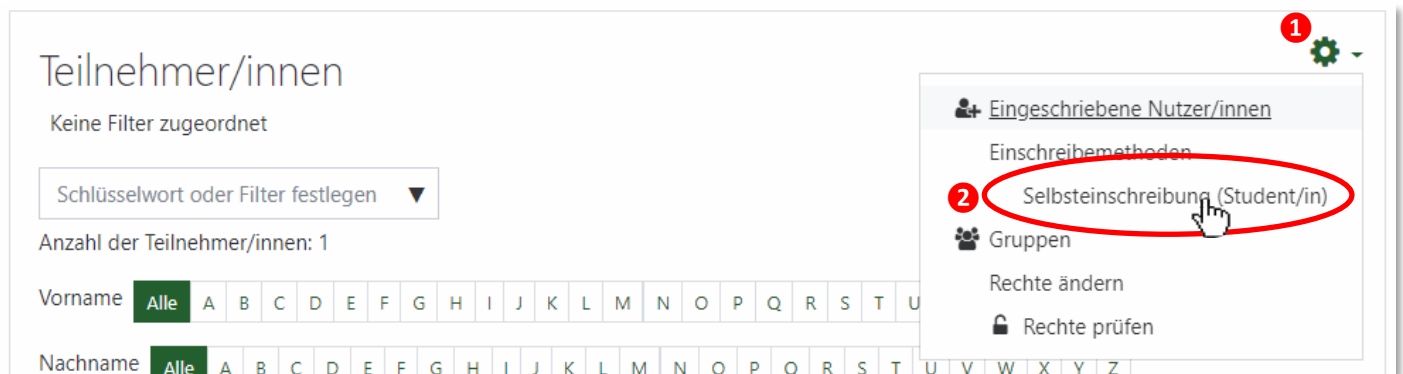 1
Teilnehmer/innen
Keine Filter zugeordnet
Eingeschriebene Nutzer/innen
Einschreibemethoden
Schlüsselwort oder Filter festlegen ▼
2 Selbsteinschreibung (Student/in)
Anzahl der Teilnehmer/innen: 1
Gruppen
Rechte ändern
Vorname Alle A B C D E F G H I J K L M N O P Q R S T U
Rechte prüfen
Nachname Alle A B C D E F G H I J K L M N O P Q R S T U V W X Y Z